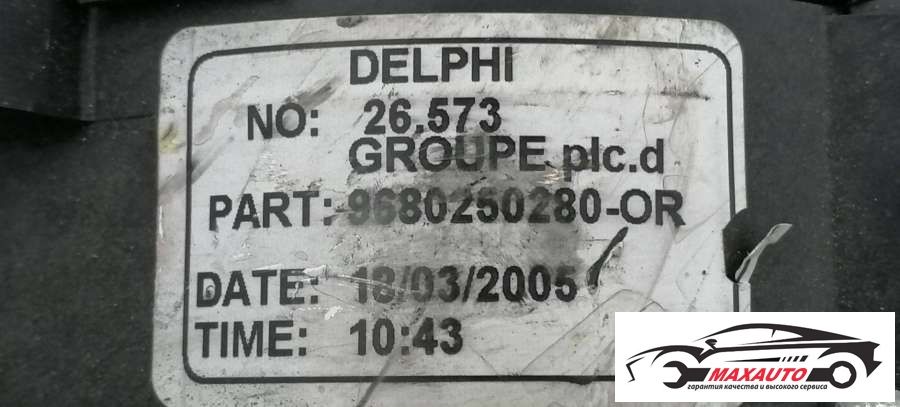 DELPHI
NO: 26.573
GROUPE plc.d
PART: 9680250280-OR
DATE: 18/03/2005
TIME: 10:43
MAXAUTO
гарантия качества и высокого сервиса